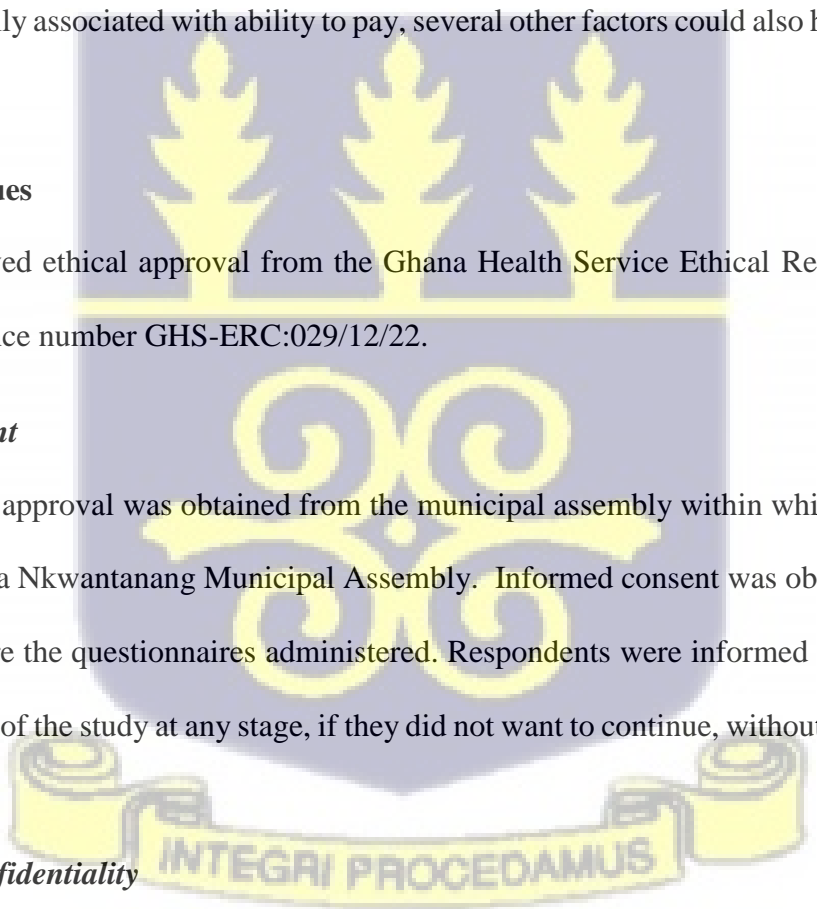 ly associated with ability to pay, several other factors could also h
ues
ed ethical approval from the Ghana Health Service Ethical Re
ce number GHS-ERC:029/12/22.
nt
approval was obtained from the municipal assembly within whi
a Nkwantanang Municipal Assembly. Informed consent was ob
e the questionnaires administered. Respondents were informed
of the study at any stage, if they did not want to continue, without
fidentiality
INTEGRI PROCEDAMUS